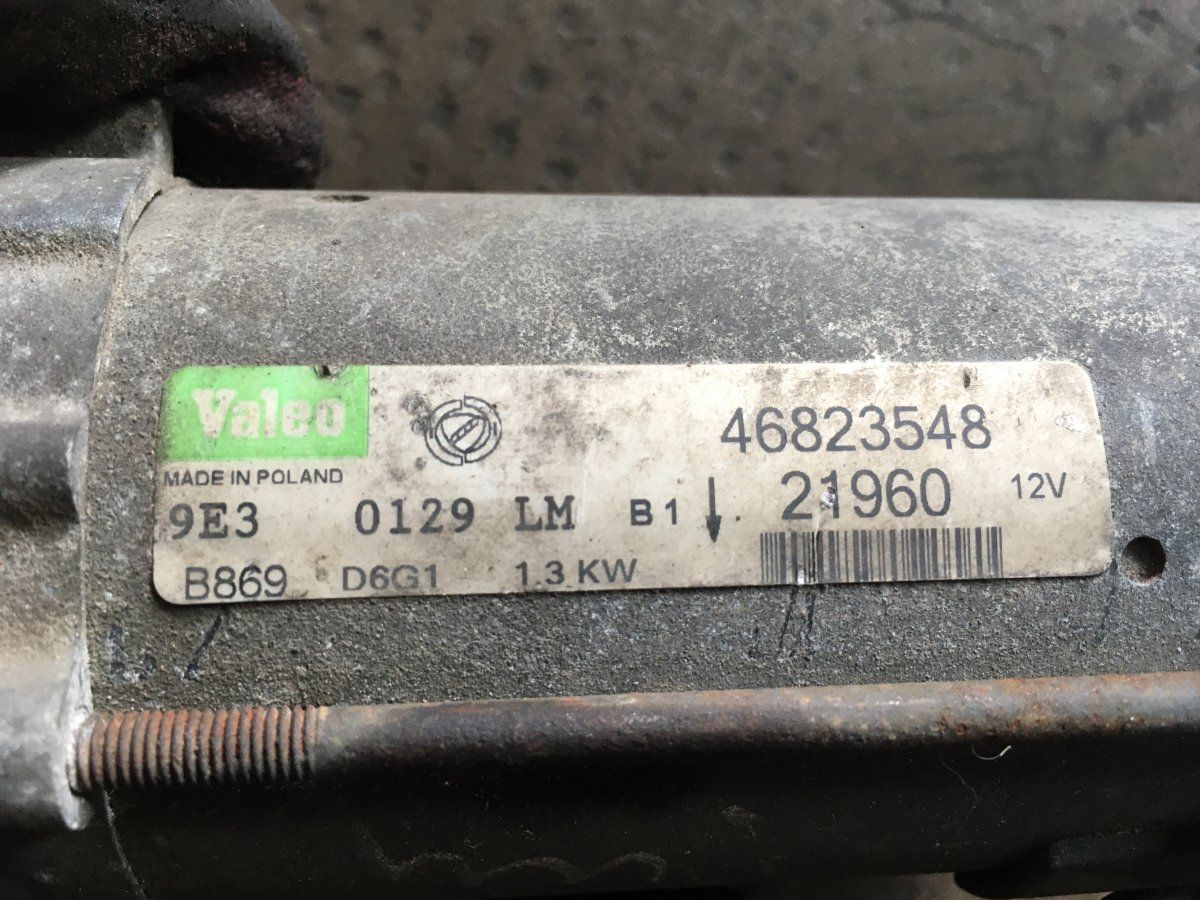 Valeo
46823548
MADE IN POLAND
21960 12V
9E3 0129 LM B1
B869 D6G1 1.3 KW